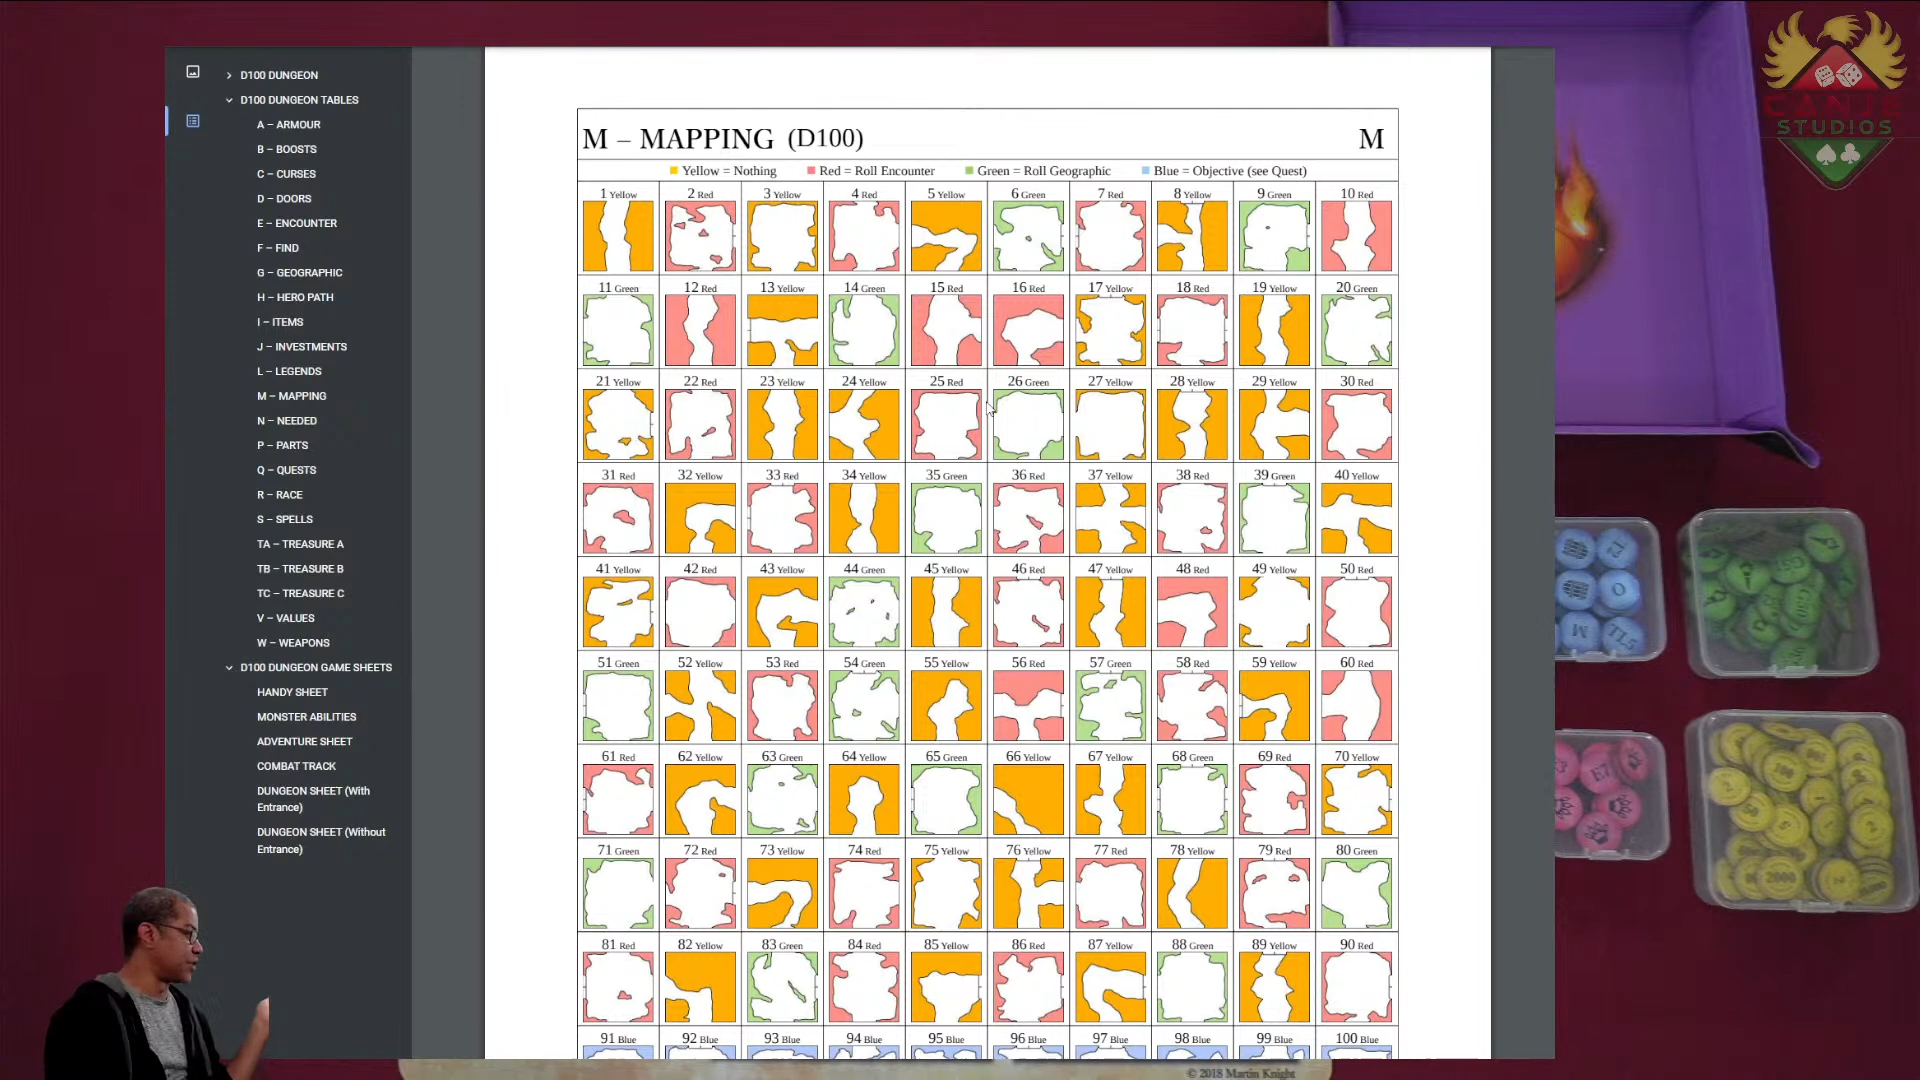 D100 DUNGEON
D100 DUNGEON TABLES
A – ARMOUR
B – BOOSTS
C – CURSES
D – DOORS
E – ENCOUNTER
F – FIND
G – GEOGRAPHIC
H – HERO PATH
I – ITEMS
J – INVESTMENTS
L – LEGENDS
M – MAPPING
N – NEEDED
P – PARTS
Q – QUESTS
R – RACE
S – SPELLS
TA – TREASURE A
TB – TREASURE B
TC – TREASURE C
V – VALUES
W – WEAPONS
D100 DUNGEON GAME SHEETS
HANDY SHEET
MONSTER ABILITIES
ADVENTURE SHEET
COMBAT TRACK
DUNGEON SHEET (With
Entrance)
DUNGEON SHEET (Without
Entrance)
M – MAPPING (D100) M
Yellow = Nothing Red = Roll Encounter Green = Roll Geographic Blue = Objective (see Quest)
1 Yellow 2 Red 3 Yellow 4 Red 5 Yellow 6 Green 7 Red 8 Yellow 9 Green 10 Red
11 Green 12 Red 13 Yellow 14 Green 15 Red 16 Red 17 Yellow 18 Red 19 Yellow 20 Green
21 Yellow 22 Red 23 Yellow 24 Yellow 25 Red 26 Green 27 Yellow 28 Yellow 29 Yellow 30 Red
31 Red 32 Yellow 33 Red 34 Yellow 35 Green 36 Red 37 Yellow 38 Red 39 Green 40 Yellow
41 Yellow 42 Red 43 Yellow 44 Green 45 Yellow 46 Red 47 Yellow 48 Red 49 Yellow 50 Red
51 Green 52 Yellow 53 Red 54 Green 55 Yellow 56 Red 57 Green 58 Red 59 Yellow 60 Red
61 Red 62 Yellow 63 Green 64 Yellow 65 Green 66 Yellow 67 Yellow 68 Green 69 Red 70 Yellow
71 Green 72 Red 73 Yellow 74 Red 75 Yellow 76 Yellow 77 Red 78 Yellow 79 Red 80 Green
81 Red 82 Yellow 83 Green 84 Red 85 Yellow 86 Red 87 Yellow 88 Green 89 Yellow 90 Red
91 Blue 92 Blue 93 Blue 94 Blue 95 Blue 96 Blue 97 Blue 98 Blue 99 Blue 100 Blue
© 2018 Martin Knight
CANJE
STUDIOS